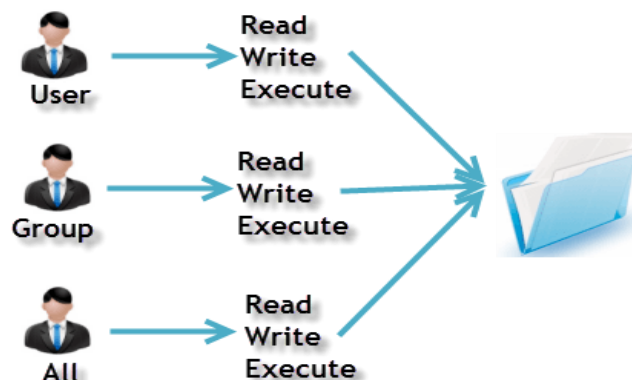 User
Read
Write
Execute
Group
Read
Write
Execute
All
Read
Write
Execute